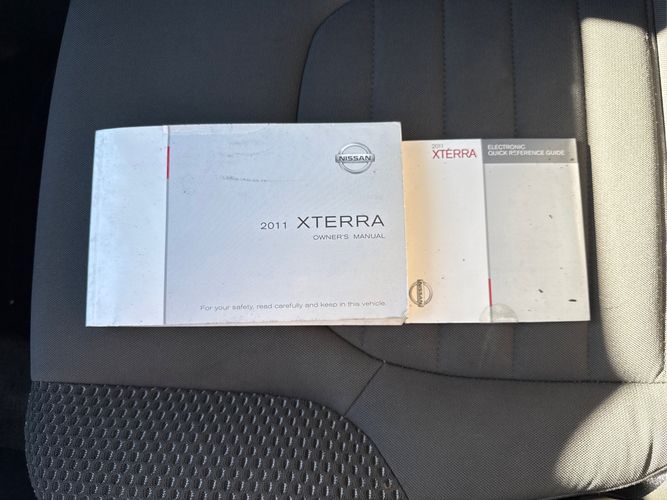 NISSAN
2011 XTERRA
OWNER'S MANUAL
For your safety, read carefully and keep in this vehicle.
2011
XTERRA
ELECTRONIC
QUICK REFERENCE GUIDE